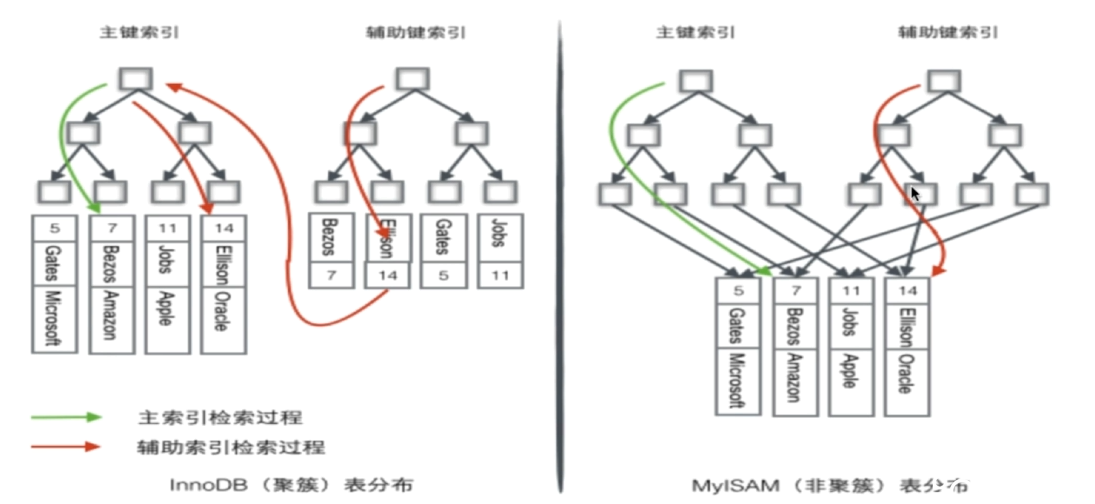 主键索引
辅助键索引
5
7
11
14
Gates
Bezos
Jobs
Ellison
Microsoft
Amazon
Apple
Oracle
Bezos
Ellison
Gates
Jobs
7
14
5
11
主索引检索过程
辅助索引检索过程
InnoDB（聚簇）表分布
主键索引
辅助键索引
5
7
11
14
Gates
Bezos
Jobs
Ellison
Microsoft
Amazon
Apple
Oracle
MyISAM（非聚簇）表分布